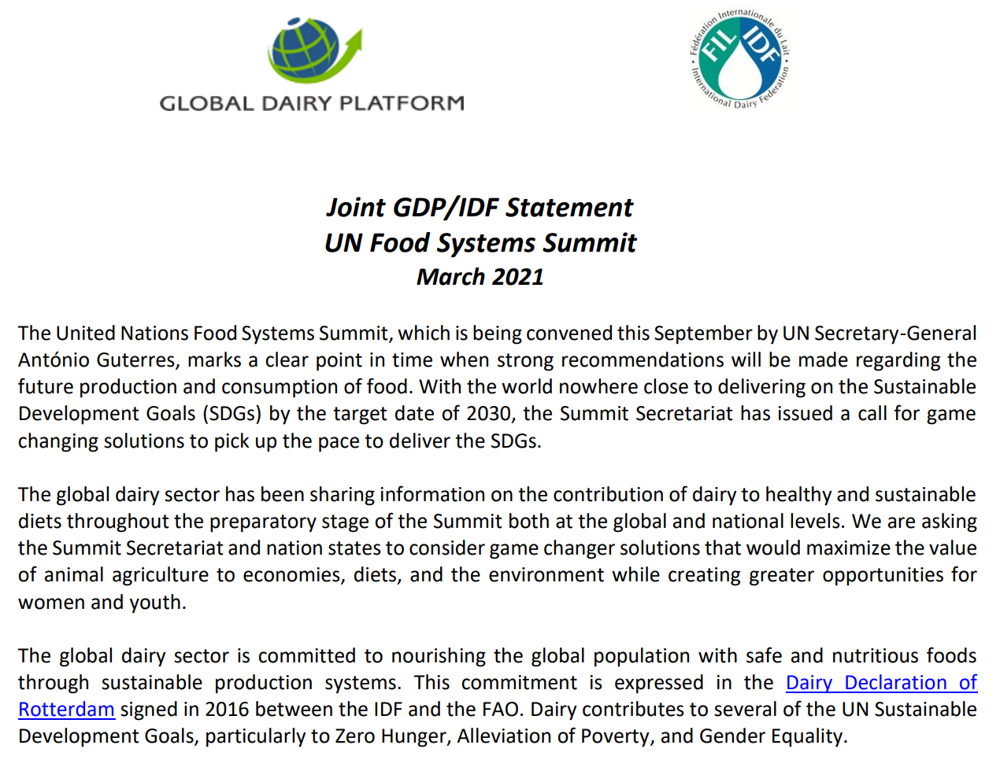 GLOBAL DAIRY PLATFORM
Fédération Internationale du Lait
FIL IDF
International Dairy Federation
Joint GDP/IDF Statement
UN Food Systems Summit
March 2021
The United Nations Food Systems Summit, which is being convened this September by UN Secretary-General
António Guterres, marks a clear point in time when strong recommendations will be made regarding the
future production and consumption of food. With the world nowhere close to delivering on the Sustainable
Development Goals (SDGs) by the target date of 2030, the Summit Secretariat has issued a call for game
changing solutions to pick up the pace to deliver the SDGs.
The global dairy sector has been sharing information on the contribution of dairy to healthy and sustainable
diets throughout the preparatory stage of the Summit both at the global and national levels. We are asking
the Summit Secretariat and nation states to consider game changer solutions that would maximize the value
of animal agriculture to economies, diets, and the environment while creating greater opportunities for
women and youth.
The global dairy sector is committed to nourishing the global population with safe and nutritious foods
through sustainable production systems. This commitment is expressed in the Dairy Declaration of
Rotterdam signed in 2016 between the IDF and the FAO. Dairy contributes to several of the UN Sustainable
Development Goals, particularly to Zero Hunger, Alleviation of Poverty, and Gender Equality.